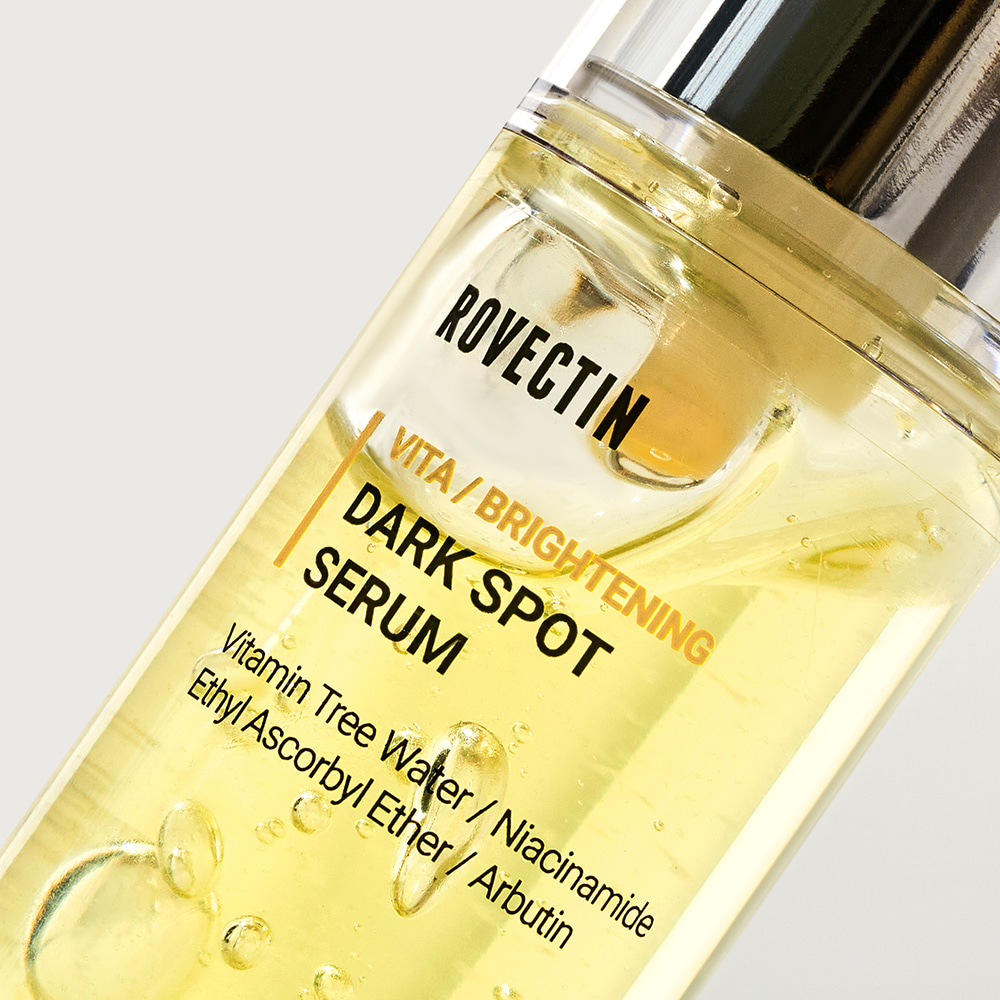 ROVECTIN
VITA / BRIGHTENING
DARK SPOT
SERUM
Vitamin Tree Water / Niacinamide
Ethyl Ascorbyl Ether / Arbutin